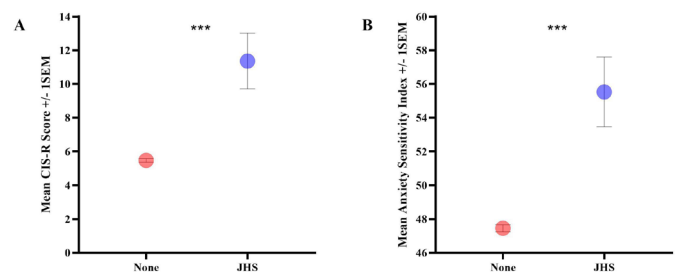 A
***
Mean CIS-R Score +/- 1SEM
14
12
10
8
6
4
2
0
None
JHS
B
***
Mean Anxiety Sensitivity Index +/- 1SEM
60
58
56
54
52
50
48
46
None
JHS